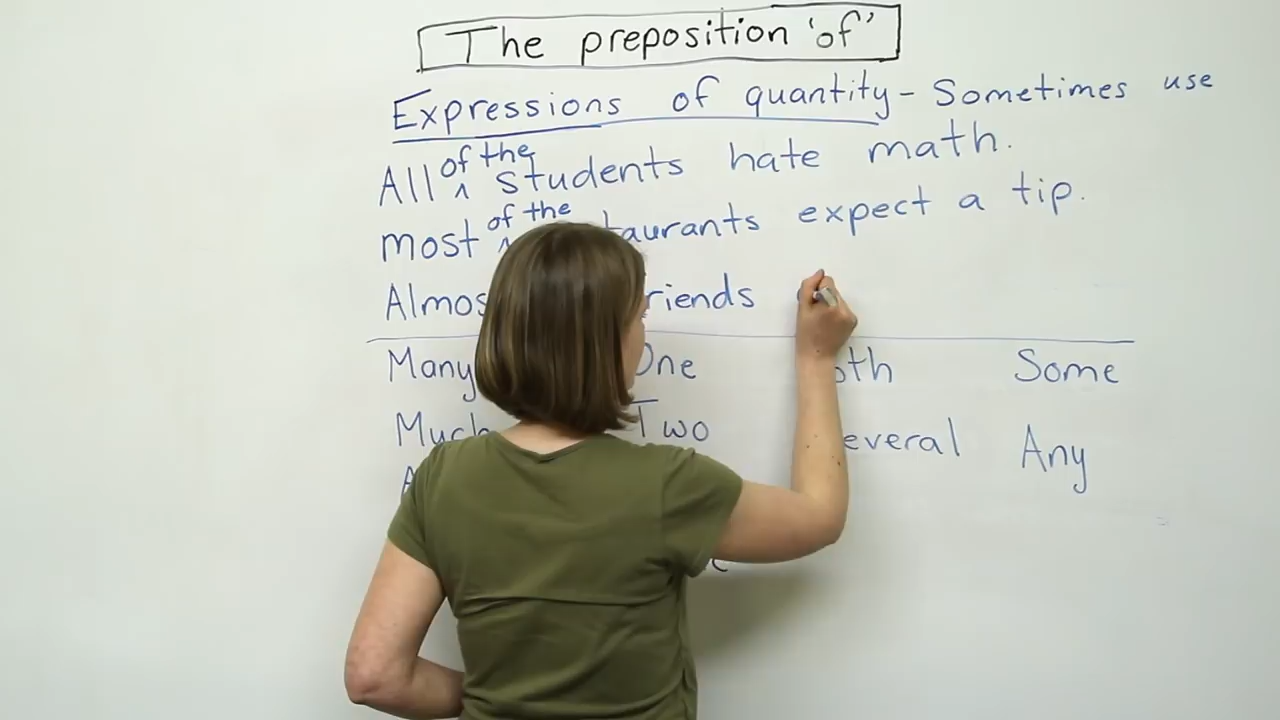 The preposition 'of'
Expressions of quantity - Sometimes use
All of the students hate math.
most of the taurants expect a tip.
Almos riends
Many One oth Some
Much Two everal Any